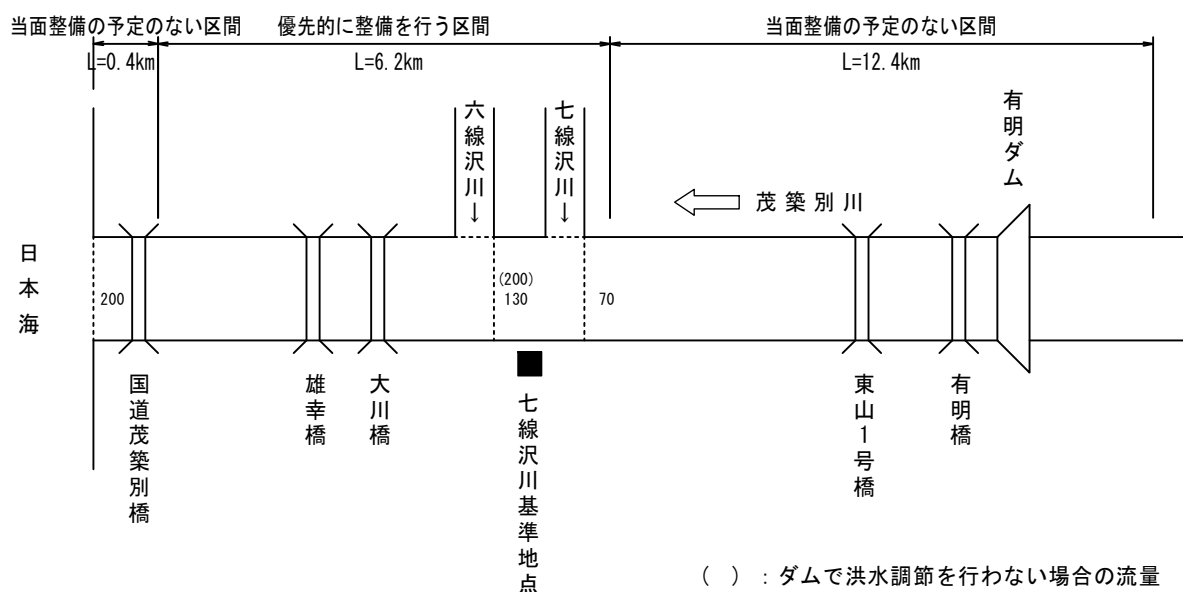 当面整備の予定のない区間
優先的に整備を行う区間
当面整備の予定のない区間
L=0.4km
L=6.2km
L=12.4km
有明ダム
六線沢川→
七線沢川→
茂築別川
日本海
200
(200)
130
70
国道茂築別橋
雄幸橋
大川橋
七線沢川基準地点
東山1号橋
有明橋
( ) : ダムで洪水調節を行わない場合の流量